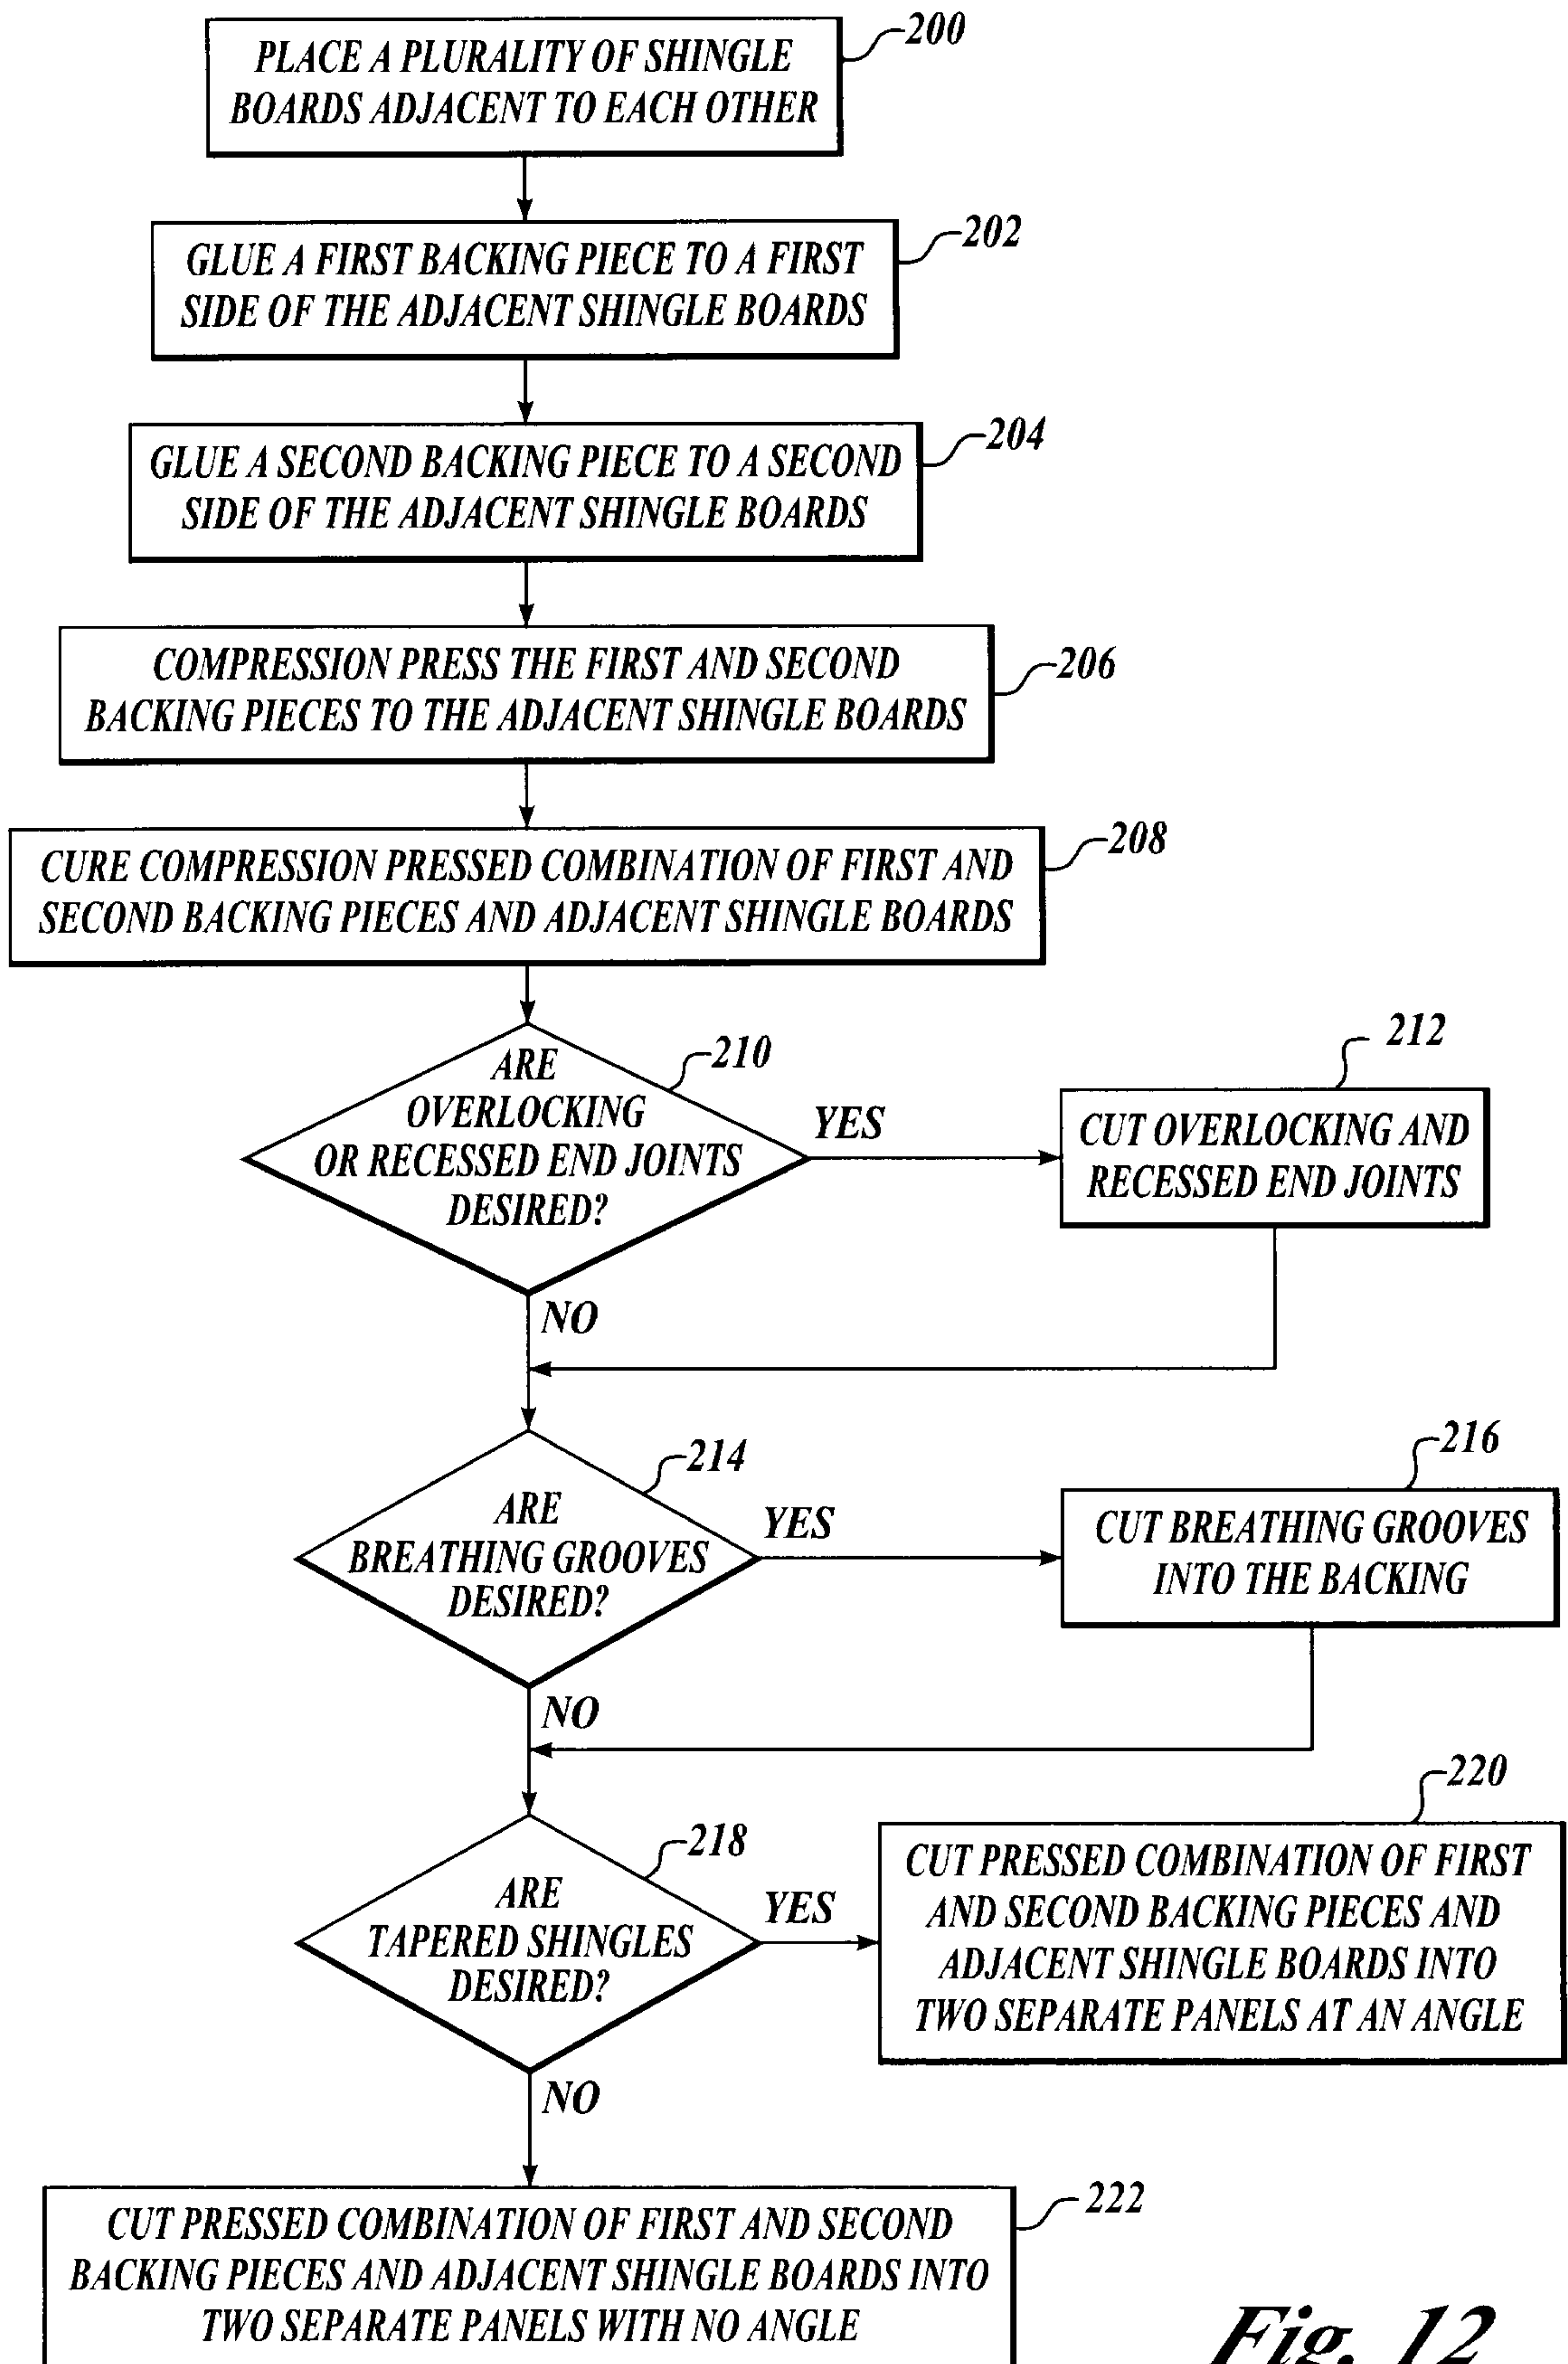 200
PLACE A PLURALITY OF SHINGLE
BOARDS ADJACENT TO EACH OTHER
202
GLUE A FIRST BACKING PIECE TO A FIRST
SIDE OF THE ADJACENT SHINGLE BOARDS
204
GLUE A SECOND BACKING PIECE TO A SECOND
SIDE OF THE ADJACENT SHINGLE BOARDS
206
COMPRESSION PRESS THE FIRST AND SECOND
BACKING PIECES TO THE ADJACENT SHINGLE BOARDS
208
CURE COMPRESSION PRESSED COMBINATION OF FIRST AND
SECOND BACKING PIECES AND ADJACENT SHINGLE BOARDS
210
ARE
OVERLOCKING
OR RECESSED END JOINTS
DESIRED?
YES
212
CUT OVERLOCKING AND
RECESSED END JOINTS
NO
214
ARE
BREATHING GROOVES
DESIRED?
YES
216
CUT BREATHING GROOVES
INTO THE BACKING
NO
218
ARE
TAPERED SHINGLES
DESIRED?
YES
220
CUT PRESSED COMBINATION OF FIRST
AND SECOND BACKING PIECES AND
ADJACENT SHINGLE BOARDS INTO
TWO SEPARATE PANELS AT AN ANGLE
NO
222
CUT PRESSED COMBINATION OF FIRST AND SECOND
BACKING PIECES AND ADJACENT SHINGLE BOARDS INTO
TWO SEPARATE PANELS WITH NO ANGLE
Fig. 12